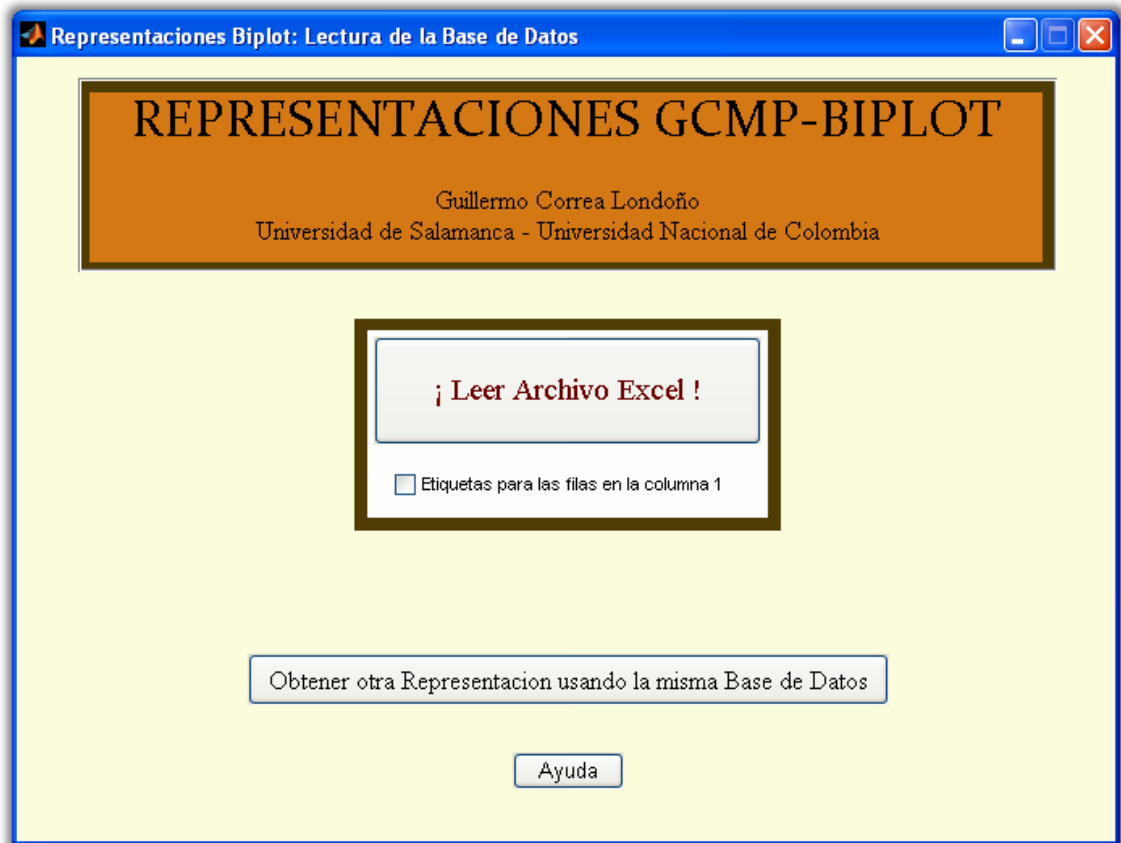 Representaciones Biplot: Lectura de la Base de Datos
REPRESENTACIONES GCMP-BIPLOT
Guillermo Correa Londoño
Universidad de Salamanca - Universidad Nacional de Colombia
¡ Leer Archivo Excel !
Etiquetas para las filas en la columna 1
Obtener otra Representacion usando la misma Base de Datos
Ayuda